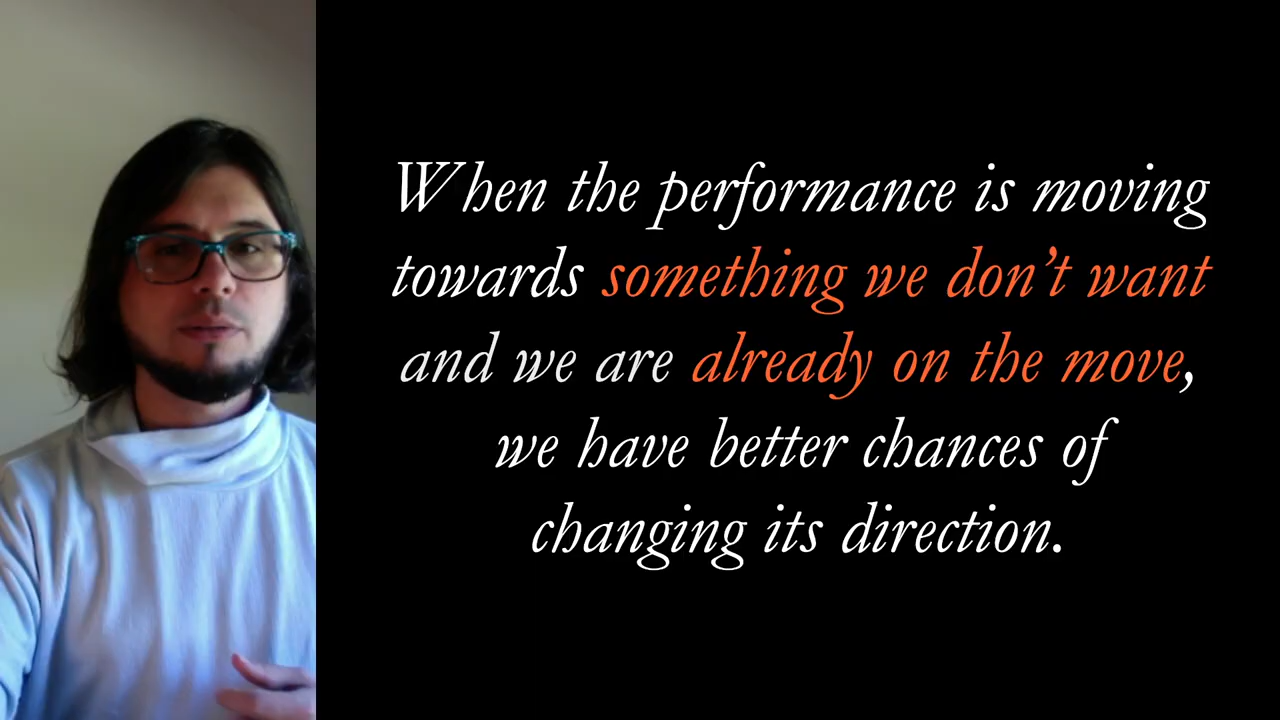 When the performance is moving
towards something we don’t want
and we are already on the move,
we have better chances of
changing its direction.